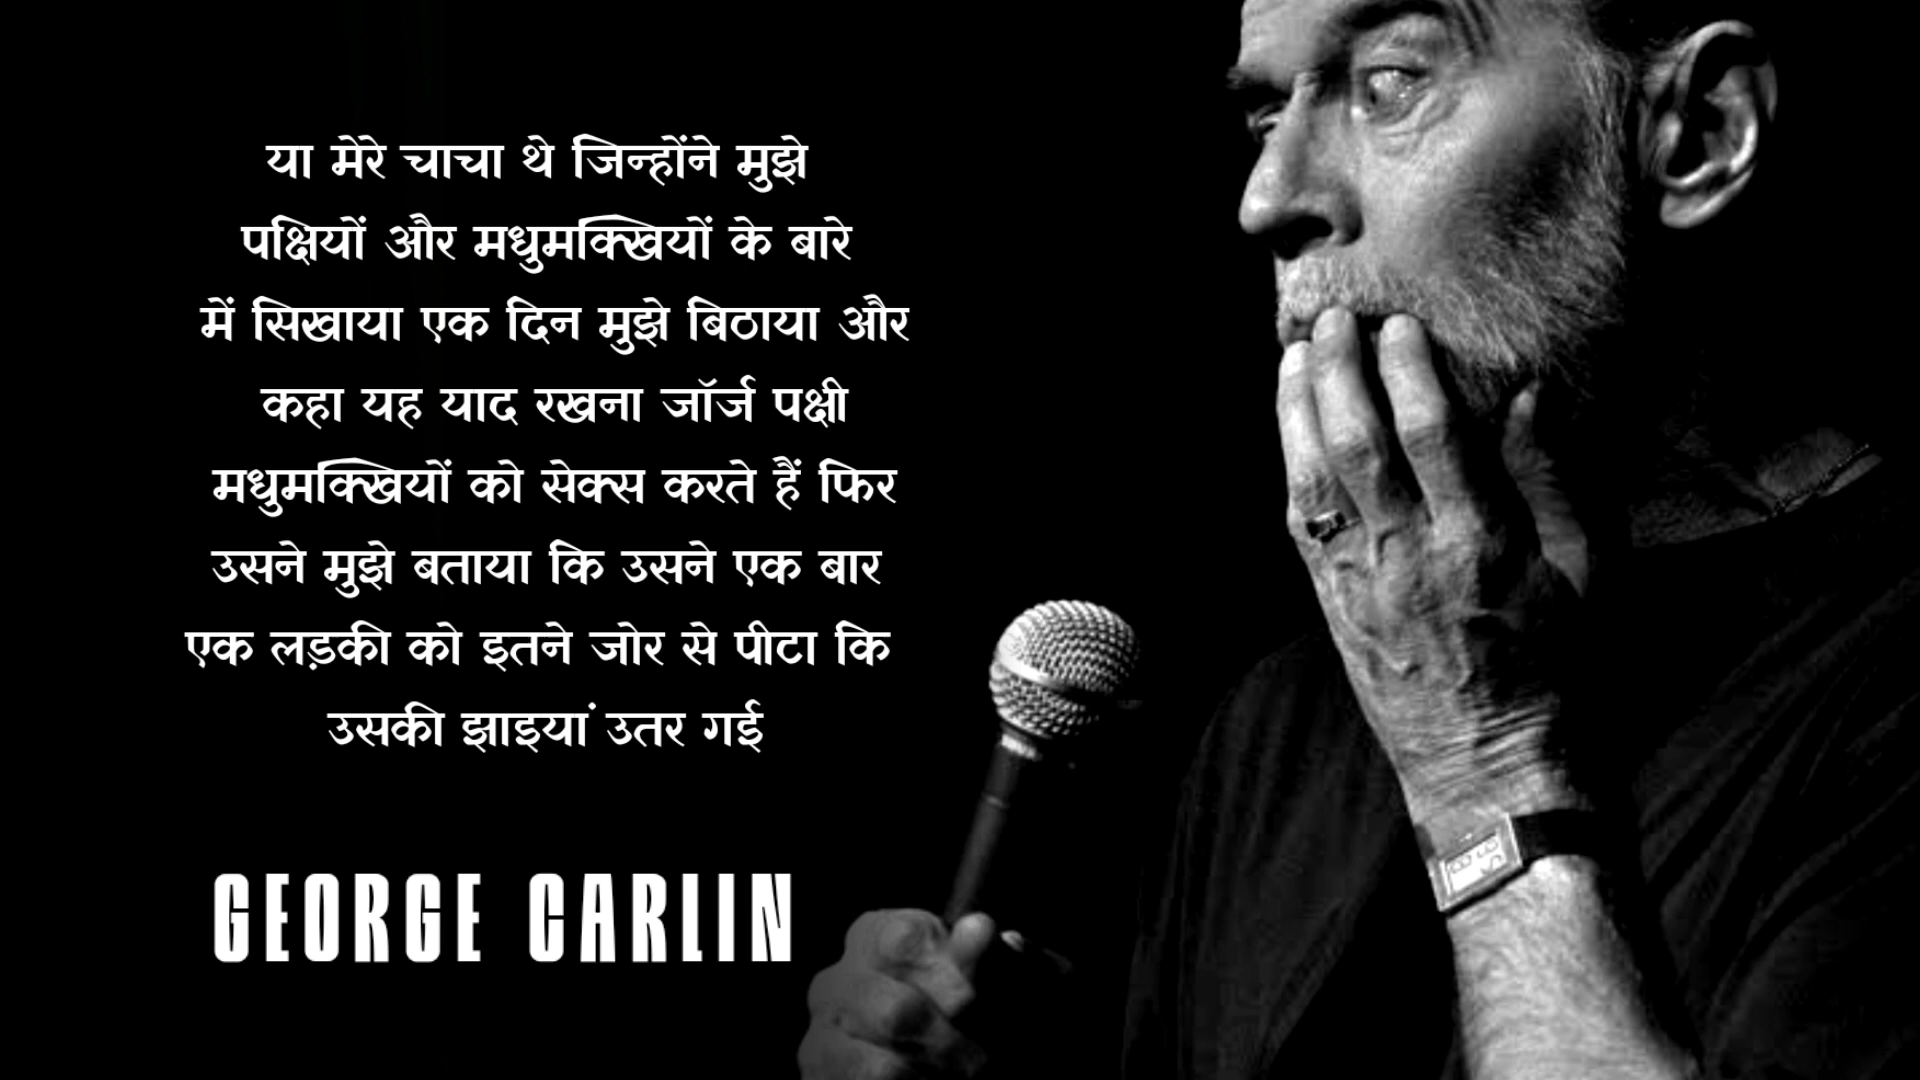 या मेरे चाचा थे जिन्होंने मुझे
पक्षियों और मधुमक्खियों के बारे
में सिखाया एक दिन मुझे बिठाया और
कहा यह याद रखना जॉर्ज पक्षी
मधुमक्खियों को सेक्स करते हैं फिर
उसने मुझे बताया कि उसने एक बार
एक लड़की को इतने जोर से पीटा कि
उसकी झाइयां उतर गई
GEORGE CARLIN